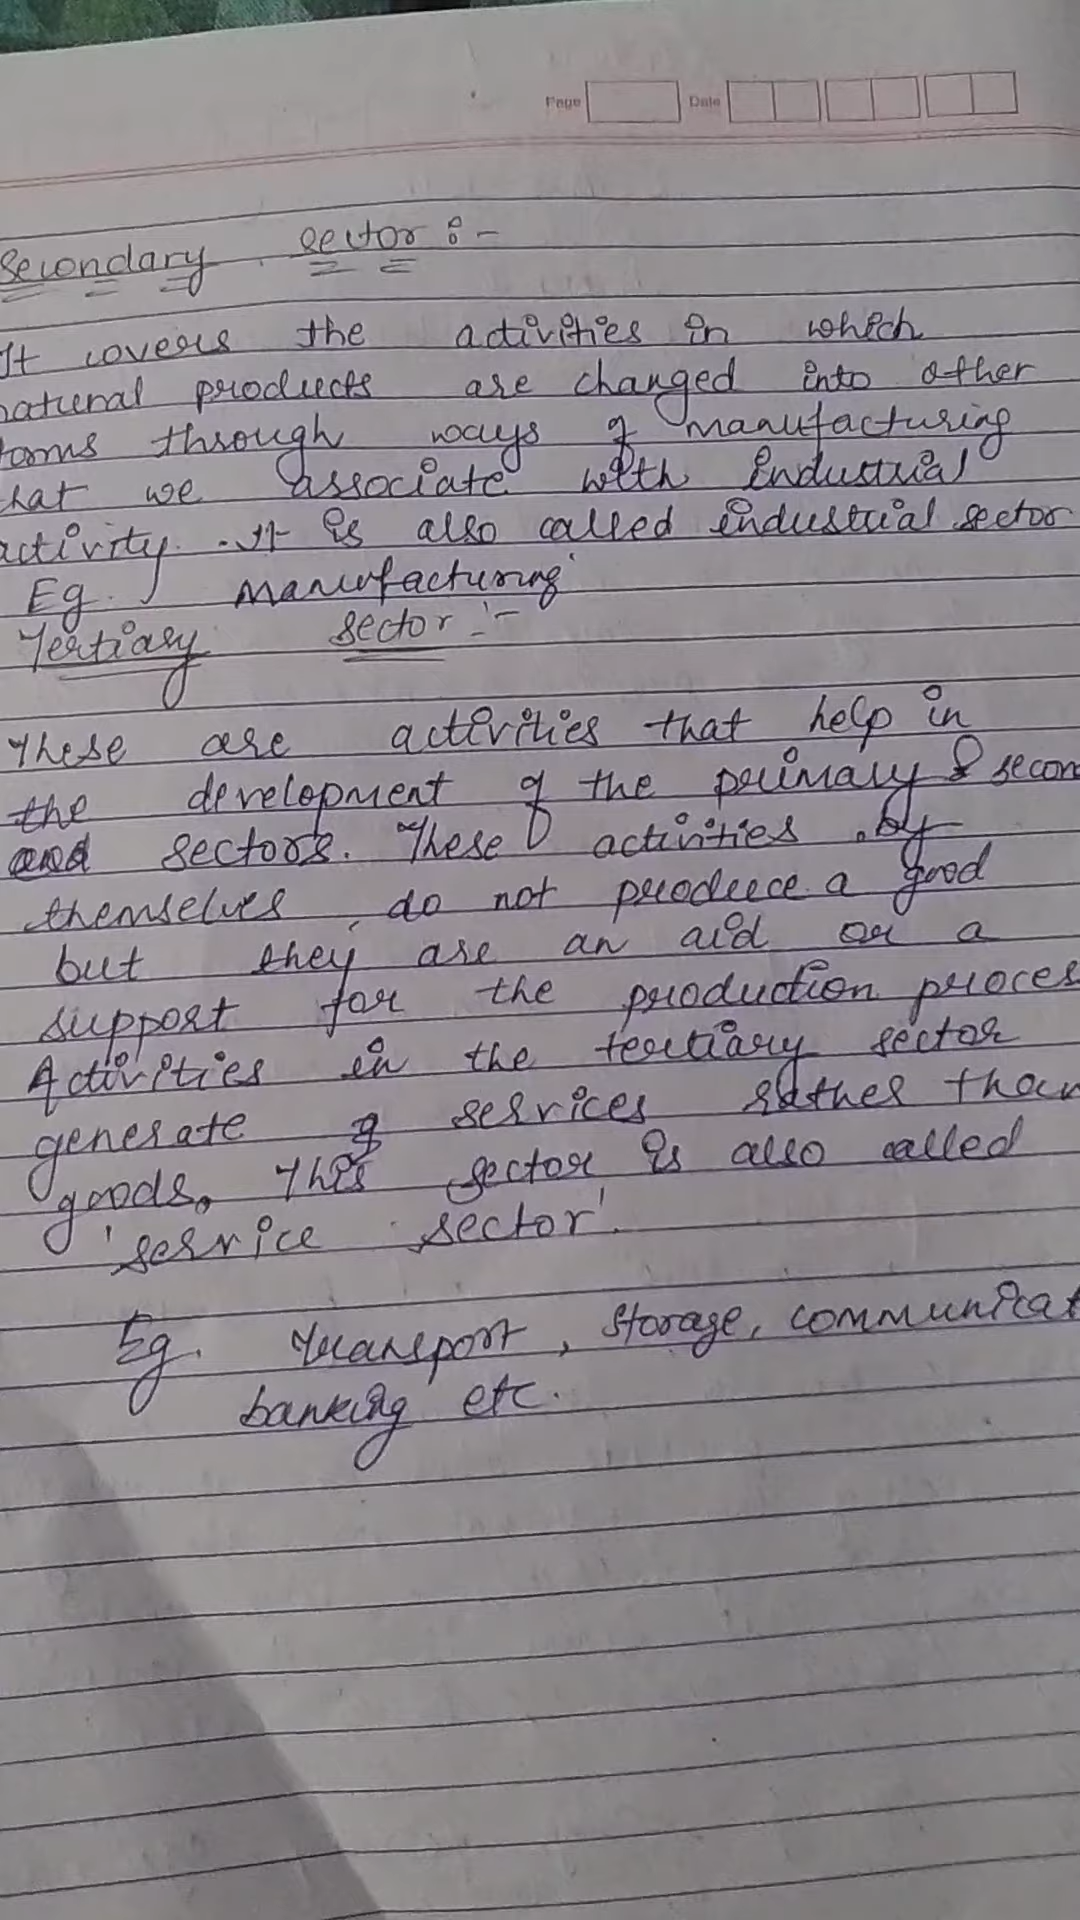 Page Date
Secondary sector :-
It covers the activities in which
natural products are changed into other
forms through ways of manufacturing
that we associate with industrial
activity. It is also called industrial sector
Eg. Manufacturing
Tertiary sector :-
These are activities that help in
the development of the primary & secon
sectors. These activities by
themselves do not produce a good
but they are an aid or a
support for the production proces
Activities in the tertiary sector
generate services rather than
goods. This sector is also called
'service sector'.
Eg. transport, storage, communicat
banking etc.